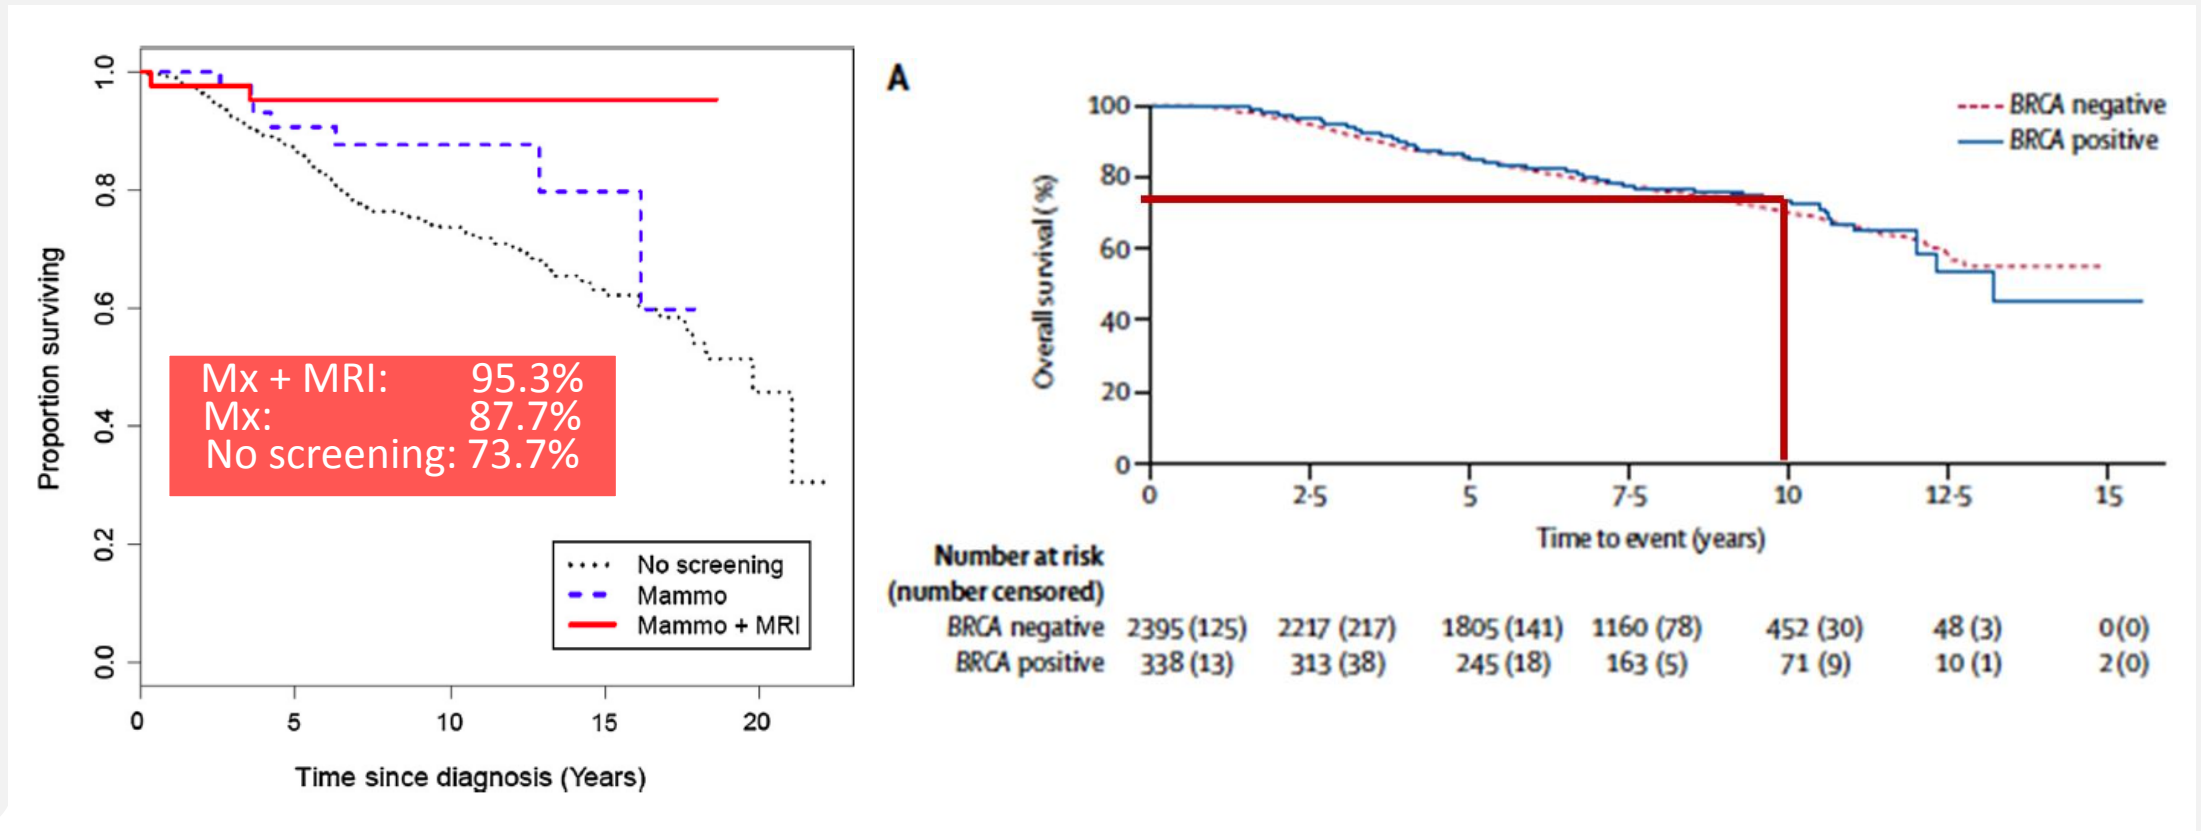 1.0
0.8
0.6
0.4
0.2
0.0
Proportion surviving
Mx + MRI: 95.3%
Mx: 87.7%
No screening: 73.7%
No screening
Mammo
Mammo + MRI
0 5 10 15 20
Time since diagnosis (Years)
A
100
80
60
40
20
0
Overall survival (%)
BRCA negative
BRCA positive
0 2·5 5 7·5 10 12·5 15
Time to event (years)
Number at risk
(number censored)
BRCA negative 2395 (125) 2217 (217) 1805 (141) 1160 (78) 452 (30) 48 (3) 0(0)
BRCA positive 338 (13) 313 (38) 245 (18) 163 (5) 71 (9) 10 (1) 2(0)